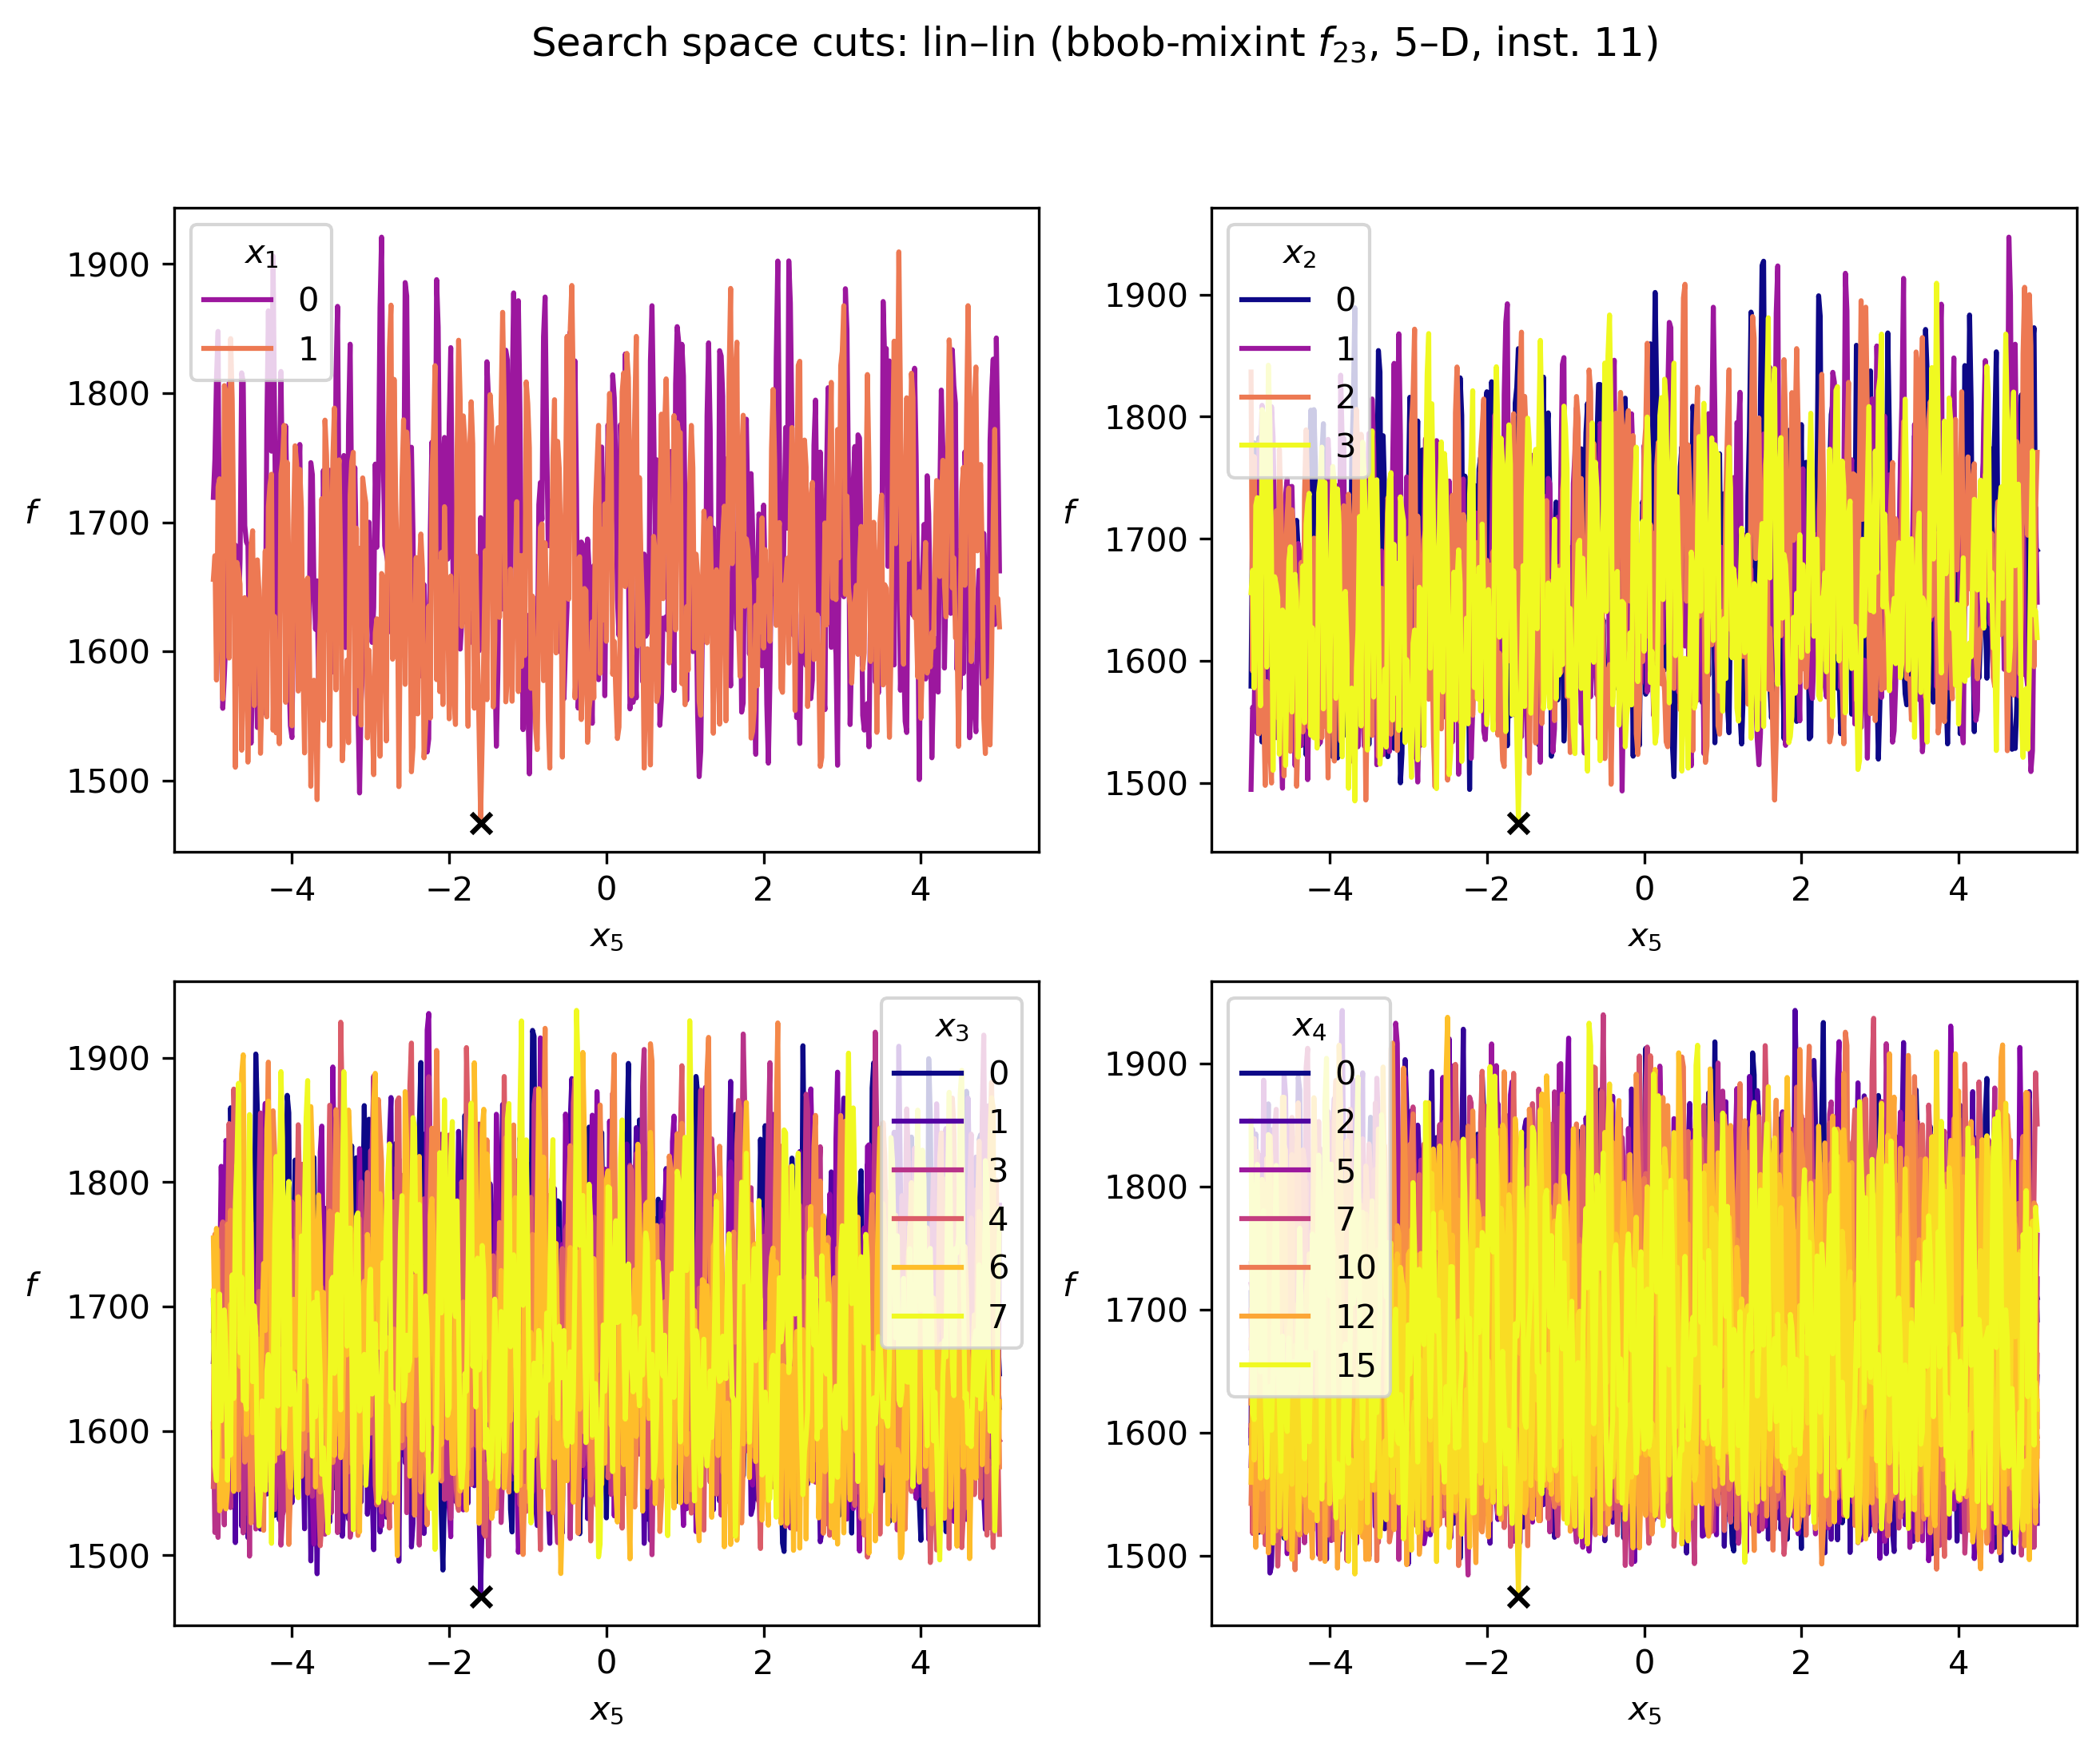 Search space cuts: lin–lin (bbob-mixint f₂₃, 5–D, inst. 11)
x₁
0
1
1900
1800
1700
1600
1500
f
−4 −2 0 2 4
x₅
x₂
0
1
2
3
1900
1800
1700
1600
1500
f
−4 −2 0 2 4
x₅
x₃
0
1
3
4
6
7
1900
1800
1700
1600
1500
f
−4 −2 0 2 4
x₅
x₄
0
2
5
7
10
12
15
1900
1800
1700
1600
1500
f
−4 −2 0 2 4
x₅